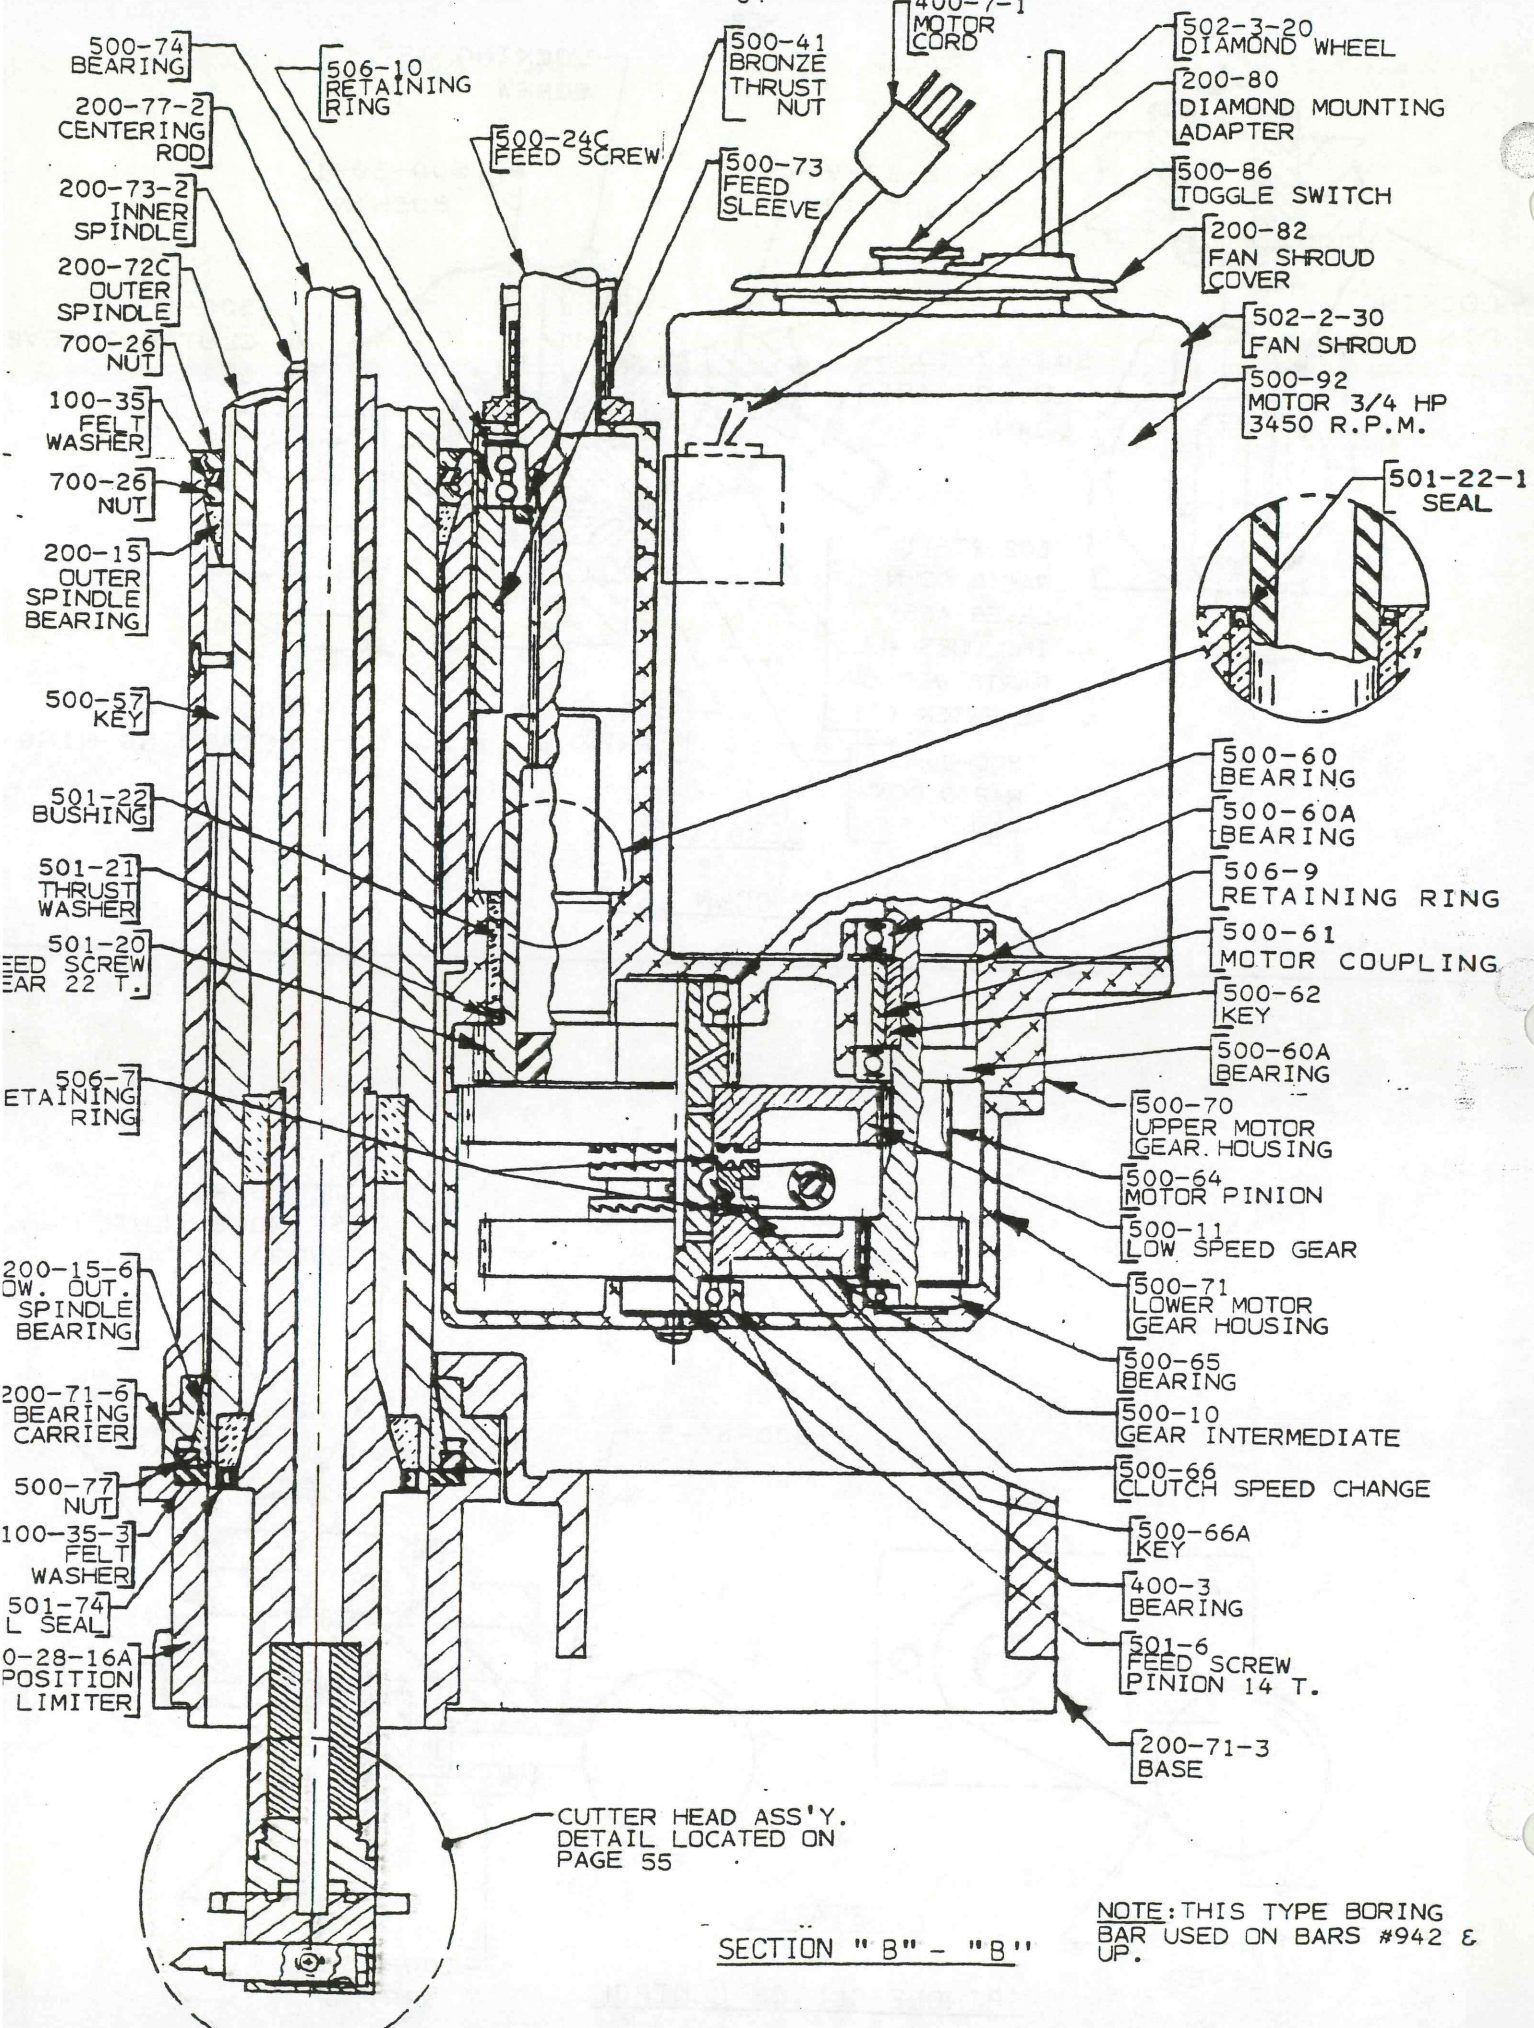 400-7-1
MOTOR
CORD
500-74
BEARING
506-10
RETAINING
RING
500-41
BRONZE
THRUST
NUT
502-3-20
DIAMOND WHEEL
200-77-2
CENTERING
ROD
500-24C
FEED SCREW
500-73
FEED
SLEEVE
200-80
DIAMOND MOUNTING
ADAPTER
200-73-2
INNER
SPINDLE
500-86
TOGGLE SWITCH
200-72C
OUTER
SPINDLE
200-82
FAN SHROUD
COVER
700-26
NUT
502-2-30
FAN SHROUD
100-35
FELT
WASHER
500-92
MOTOR 3/4 HP
3450 R.P.M.
700-26
NUT
501-22-1
SEAL
200-15
OUTER
SPINDLE
BEARING
500-57
KEY
500-60
BEARING
501-22
BUSHING
500-60A
BEARING
501-21
THRUST
WASHER
506-9
RETAINING RING
501-20
EED SCREW
EAR 22 T.
500-61
MOTOR COUPLING
500-62
KEY
506-7
ETAINING
RING
500-60A
BEARING
500-70
UPPER MOTOR
GEAR. HOUSING
500-64
MOTOR PINION
500-11
LOW SPEED GEAR
200-15-6
OW. OUT.
SPINDLE
BEARING
500-71
LOWER MOTOR
GEAR HOUSING
500-65
BEARING
200-71-6
BEARING
CARRIER
500-10
GEAR INTERMEDIATE
500-77
NUT
500-66
CLUTCH SPEED CHANGE
100-35-3
FELT
WASHER
500-66A
KEY
501-74
L SEAL
400-3
BEARING
0-28-16A
POSITION
LIMITER
501-6
FEED SCREW
PINION 14 T.
200-71-3
BASE
CUTTER HEAD ASS'Y.
DETAIL LOCATED ON
PAGE 55
SECTION "B" - "B"
NOTE: THIS TYPE BORING
BAR USED ON BARS #942 &
UP.